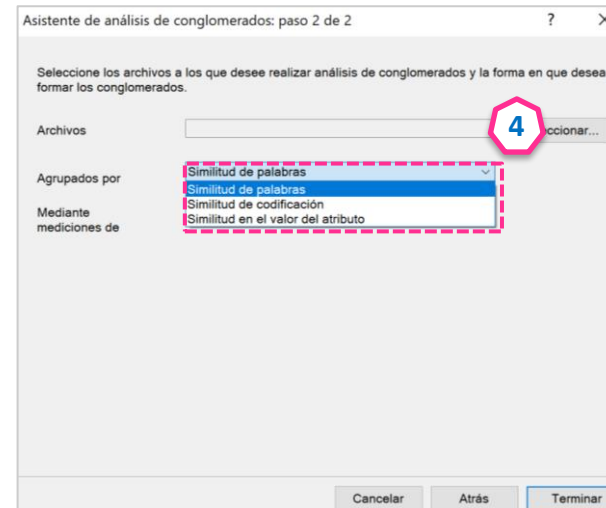 Asistente de análisis de conglomerados: paso 2 de 2 ?
Seleccione los archivos a los que desee realizar análisis de conglomerados y la forma en que desea
formar los conglomerados.
Archivos
4
ccionar...
Agrupados por
Similitud de palabras
Similitud de palabras
Similitud de codificación
Similitud en el valor del atributo
Mediante
mediciones de
Cancelar Atrás Terminar